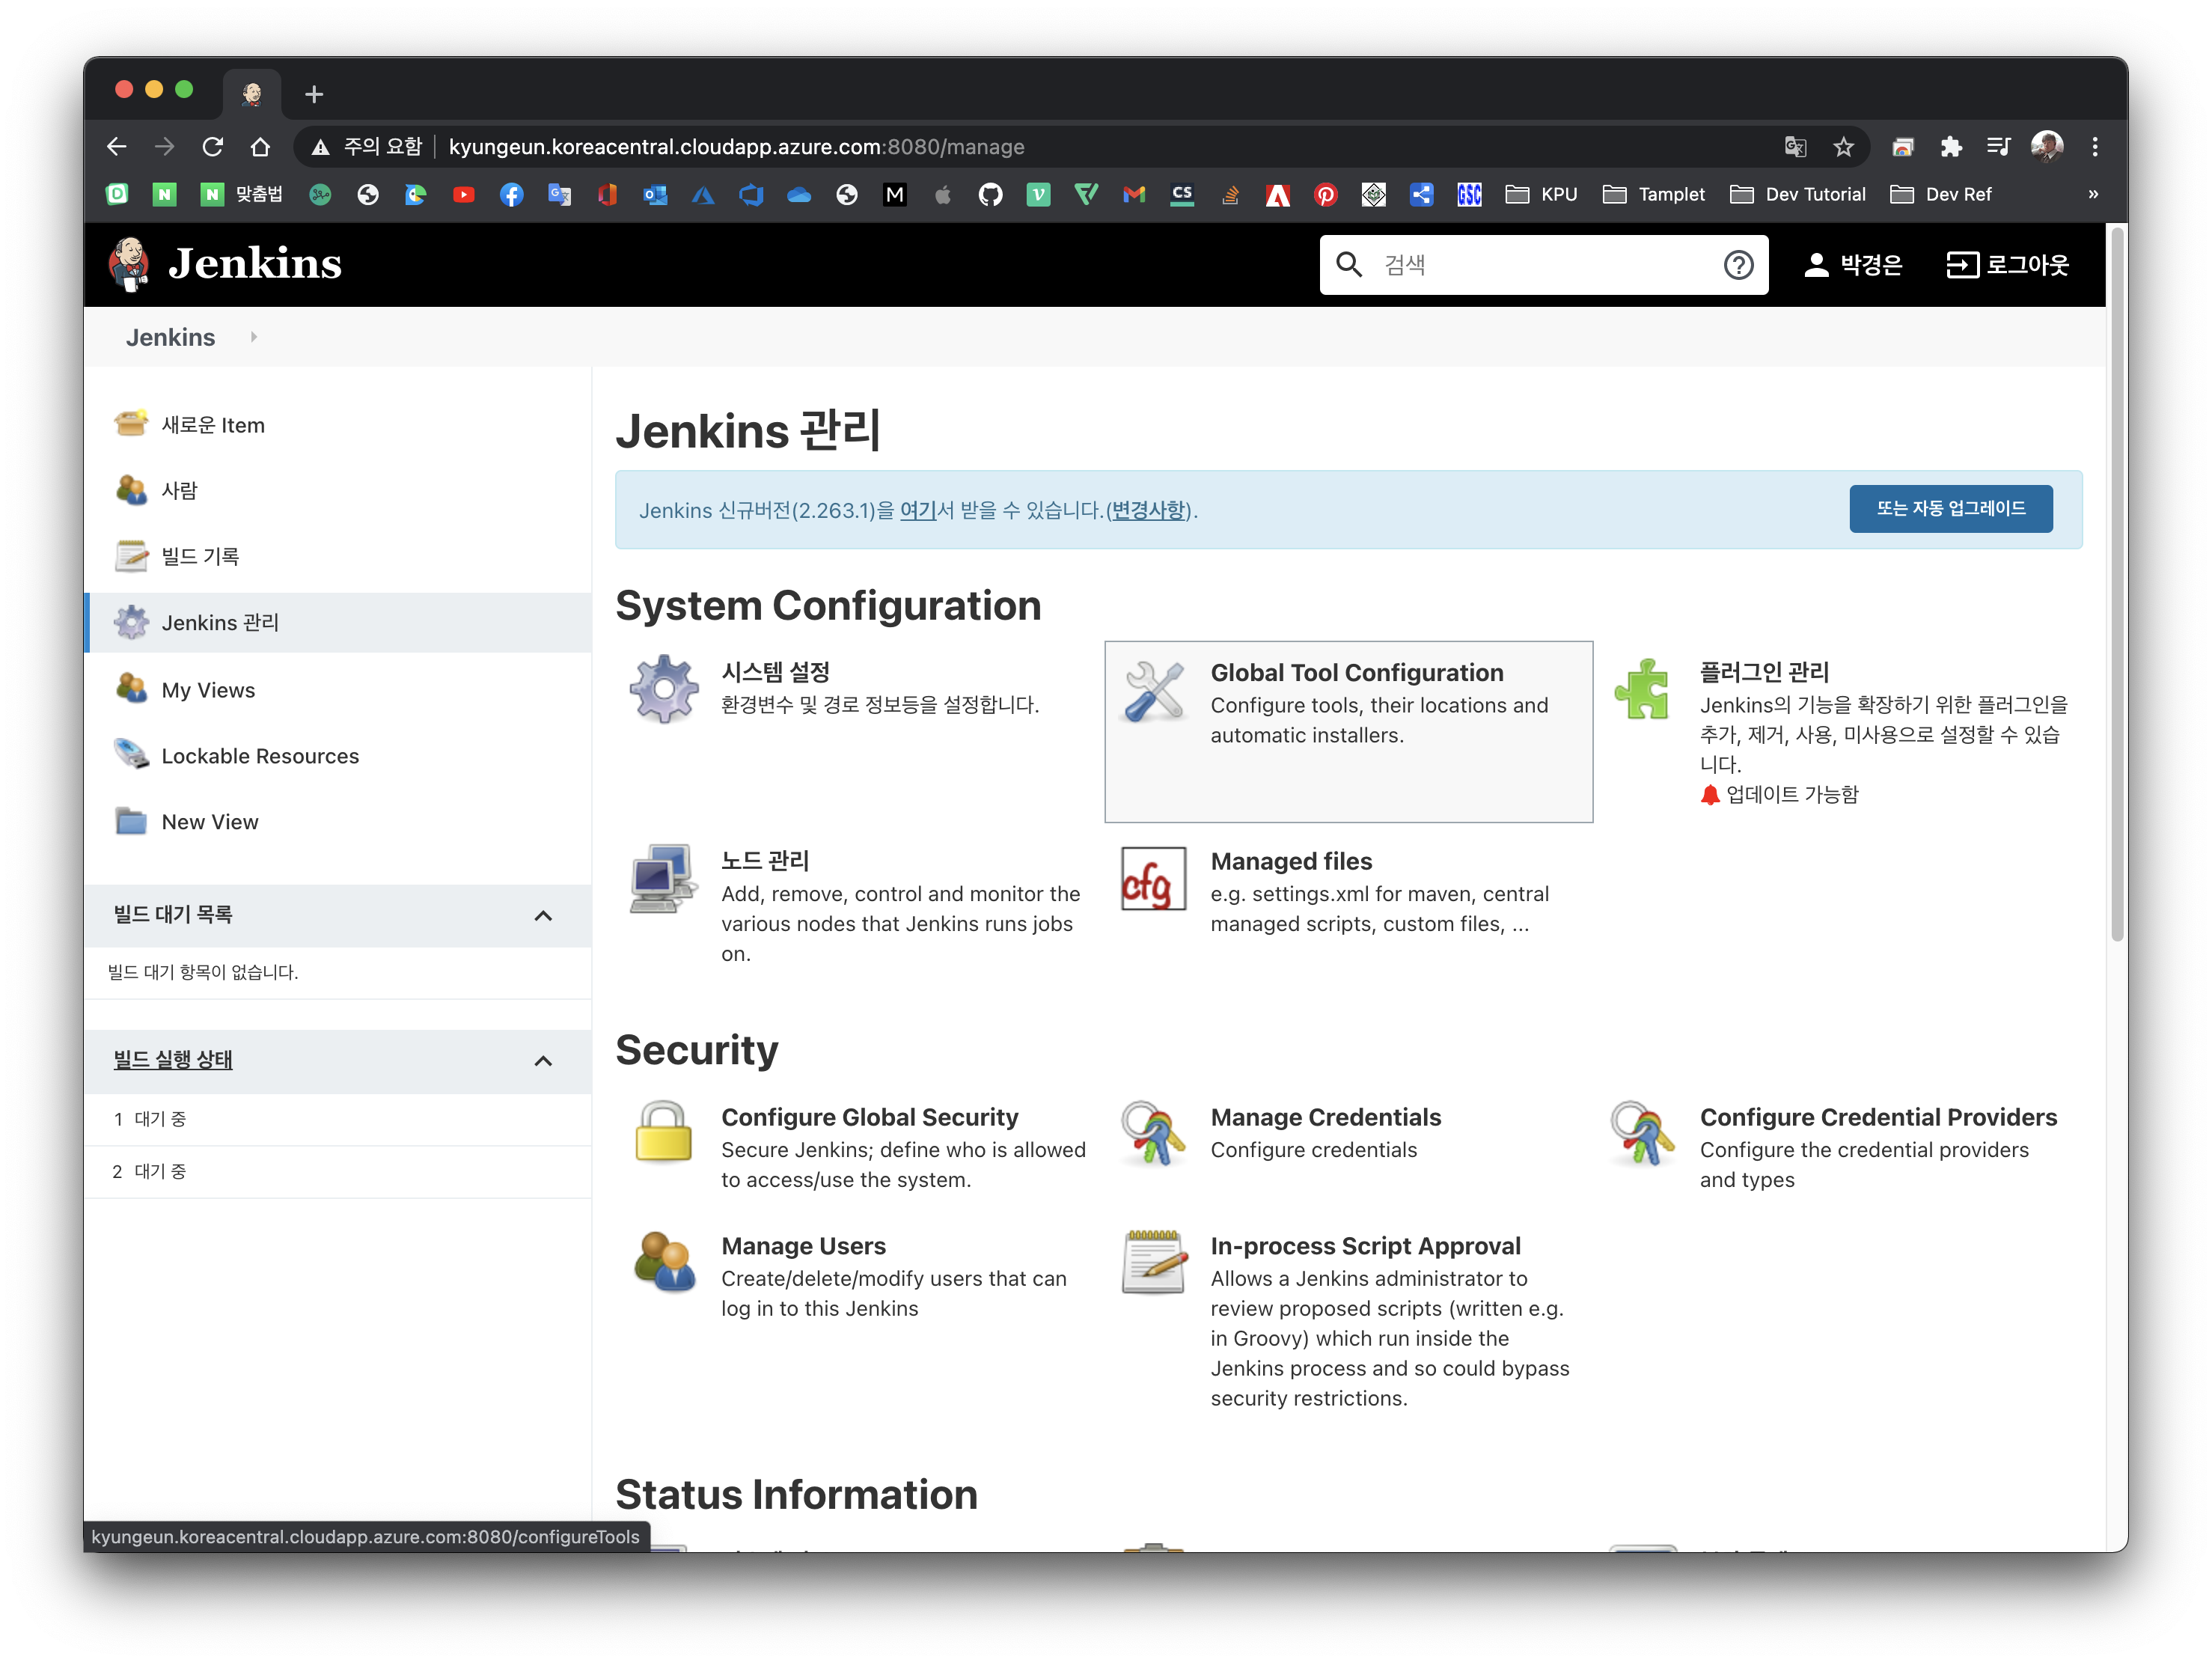 주의 요함
kyungeun.koreacentral.cloudapp.azure.com:8080/manage
맞춤법
KPU
Tamplet
Dev Tutorial
Dev Ref
»
Jenkins
검색
박경은
로그아웃
Jenkins
새로운 Item
사람
빌드 기록
Jenkins 관리
My Views
Lockable Resources
New View
빌드 대기 목록
빌드 대기 항목이 없습니다.
빌드 실행 상태
1 대기 중
2 대기 중
Jenkins 관리
Jenkins 신규버전(2.263.1)을 여기서 받을 수 있습니다.(변경사항).
또는 자동 업그레이드
System Configuration
시스템 설정
환경변수 및 경로 정보등을 설정합니다.
Global Tool Configuration
Configure tools, their locations and
automatic installers.
플러그인 관리
Jenkins의 기능을 확장하기 위한 플러그인을
추가, 제거, 사용, 미사용으로 설정할 수 있습
니다.
업데이트 가능함
노드 관리
Add, remove, control and monitor the
various nodes that Jenkins runs jobs
on.
cfg
Managed files
e.g. settings.xml for maven, central
managed scripts, custom files, ...
Security
Configure Global Security
Secure Jenkins; define who is allowed
to access/use the system.
Manage Credentials
Configure credentials
Configure Credential Providers
Configure the credential providers
and types
Manage Users
Create/delete/modify users that can
log in to this Jenkins
In-process Script Approval
Allows a Jenkins administrator to
review proposed scripts (written e.g.
in Groovy) which run inside the
Jenkins process and so could bypass
security restrictions.
Status Information
kyungeun.koreacentral.cloudapp.azure.com:8080/configureTools